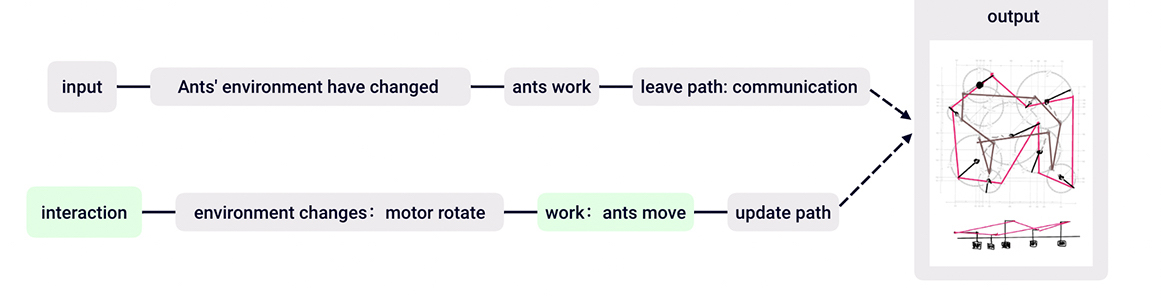 output
input
Ants' environment have changed
ants work
leave path: communication
interaction
environment changes：motor rotate
work：ants move
update path